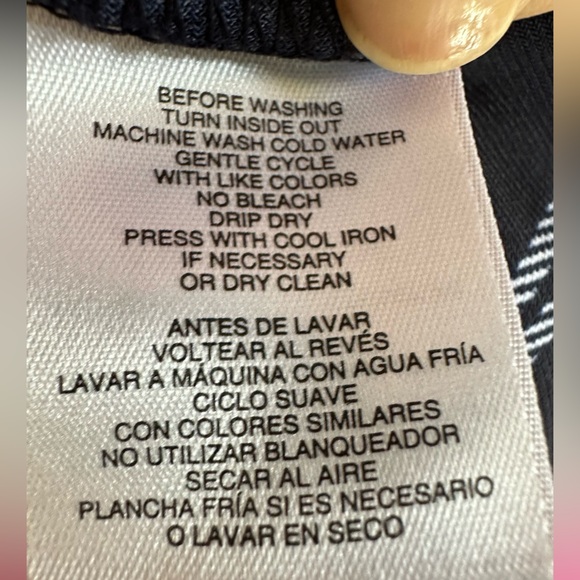 BEFORE WASHING
TURN INSIDE OUT
MACHINE WASH COLD WATER
GENTLE CYCLE
WITH LIKE COLORS
NO BLEACH
DRIP DRY
PRESS WITH COOL IRON
IF NECESSARY
OR DRY CLEAN
ANTES DE LAVAR
VOLTEAR AL REVÉS
LAVAR A MÁQUINA CON AGUA FRÍA
CICLO SUAVE
CON COLORES SIMILARES
NO UTILIZAR BLANQUEADOR
SECAR AL AIRE
PLANCHA FRÍA SI ES NECESARIO
O LAVAR EN SECO